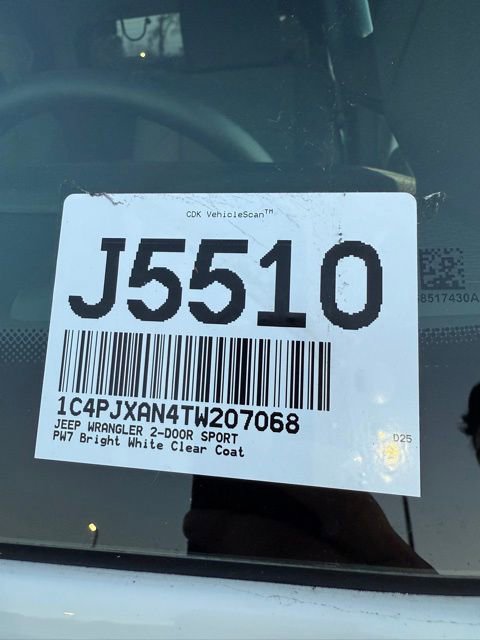 CDK VehicleScan™
J5510
1C4PJXAN4TW207068
JEEP WRANGLER 2-DOOR SPORT
PW7 Bright White Clear Coat
D25
8517430A